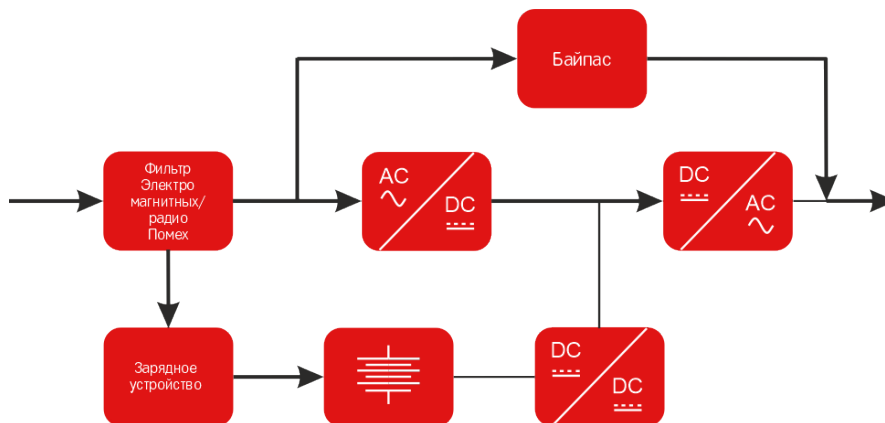 Байпас
Фильтр
Электро
магнитных/
радио
Помех
AC
DC
DC
AC
Зарядное
устройство
DC
DC